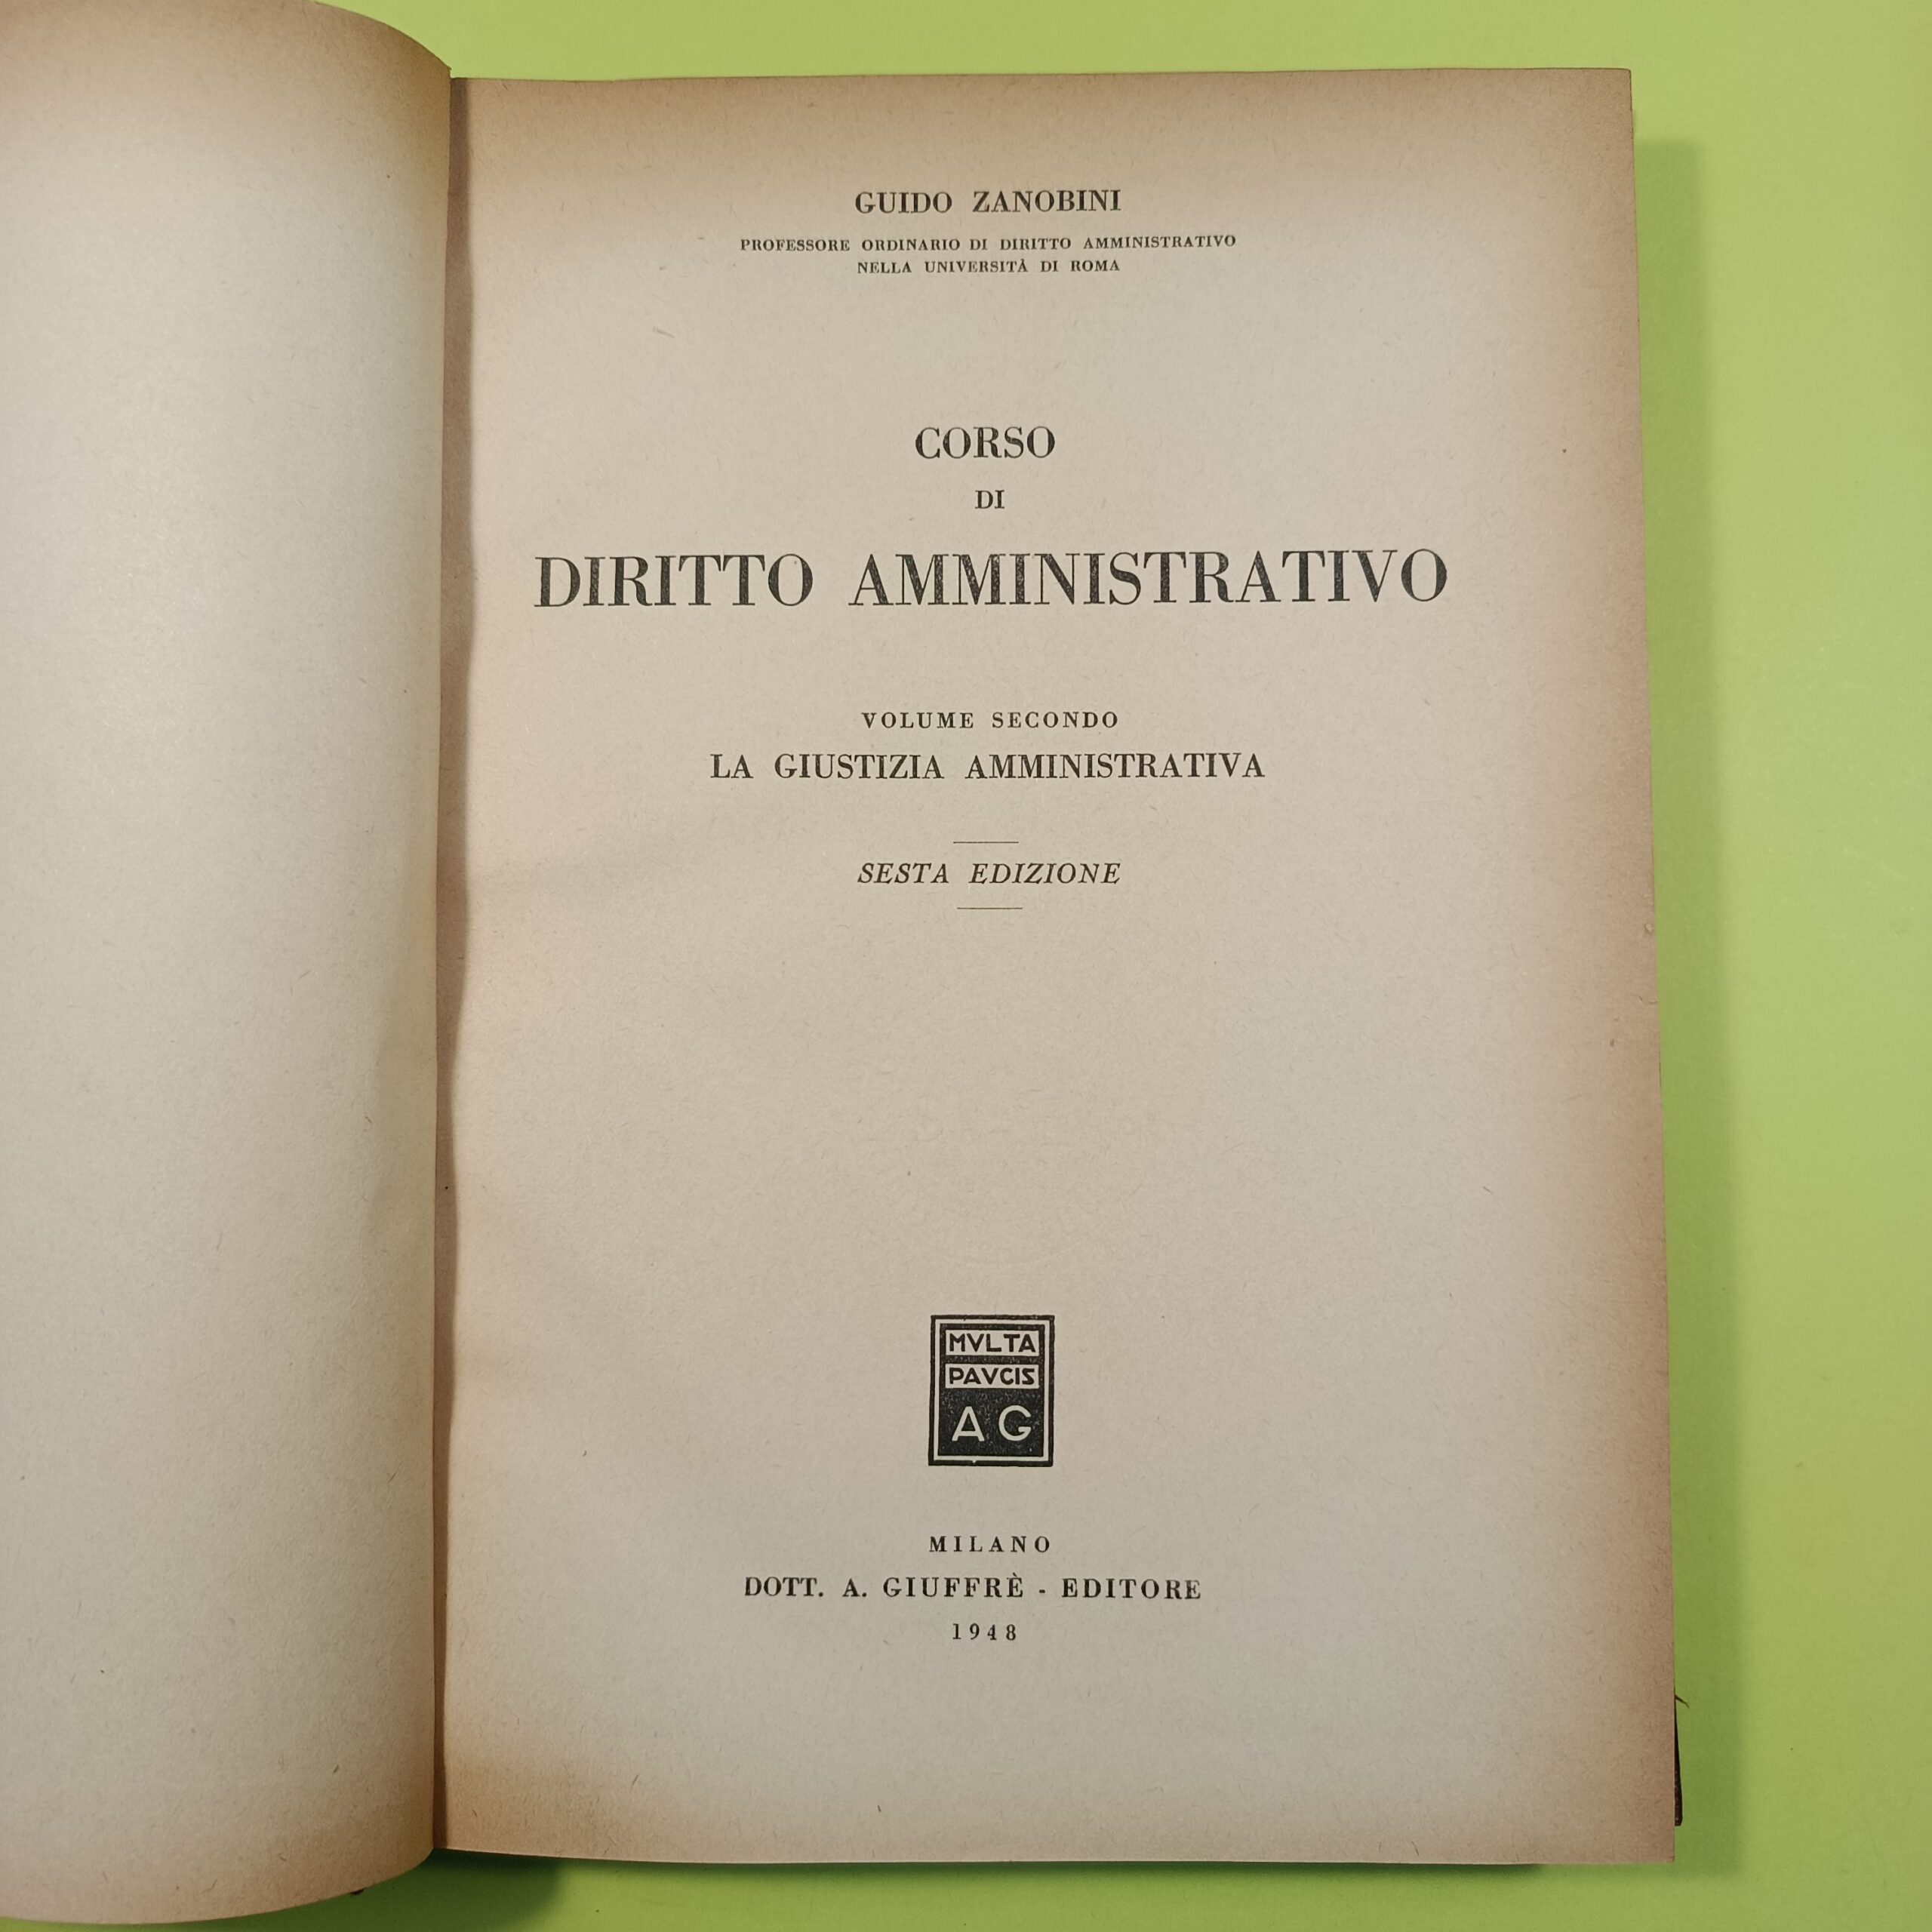 GUIDO ZANOBINI
PROFESSORE ORDINARIO DI DIRITTO AMMINISTRATIVO
NELLA UNIVERSITÀ DI ROMA
CORSO
DI
DIRITTO AMMINISTRATIVO
VOLUME SECONDO
LA GIUSTIZIA AMMINISTRATIVA
SESTA EDIZIONE
MVLTA
PAVCIS
AG
MILANO
DOTT. A. GIUFFRÈ - EDITORE
1948